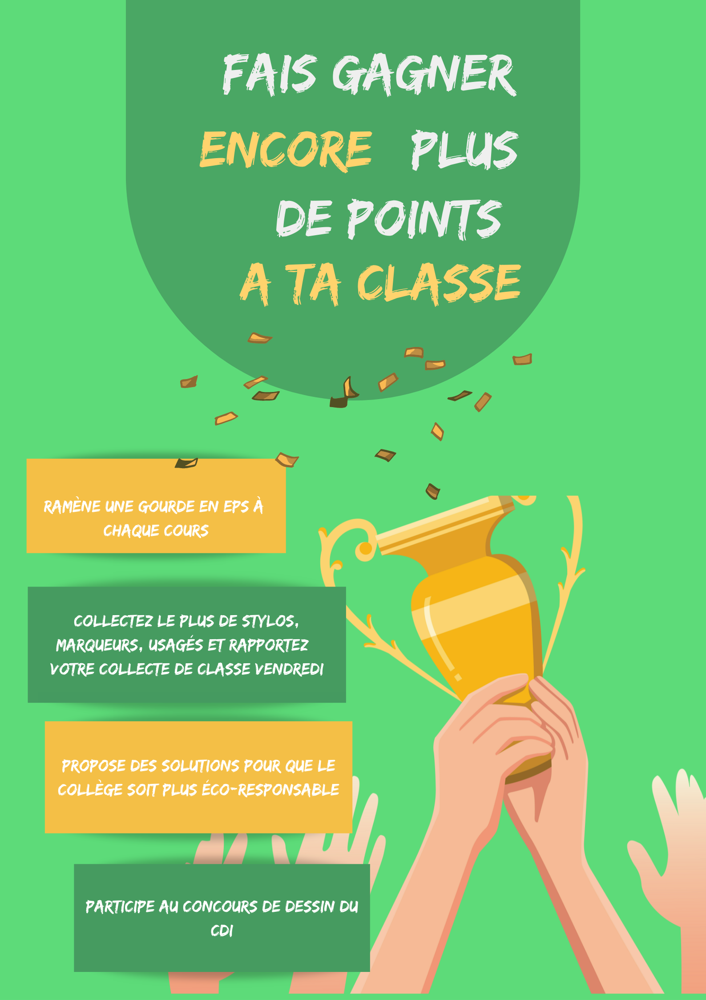 FAIS GAGNER
ENCORE PLUS
DE POINTS
A TA CLASSE
RAMÈNE UNE GOURDE EN EPS À
CHAQUE COURS
COLLECTEZ LE PLUS DE STYLOS,
MARQUEURS, USAGÉS ET RAPPORTEZ
VOTRE COLLECTE DE CLASSE VENDREDI
PROPOSE DES SOLUTIONS POUR QUE LE
COLLÈGE SOIT PLUS ÉCO-RESPONSABLE
PARTICIPE AU CONCOURS DE DESSIN DU
CDI